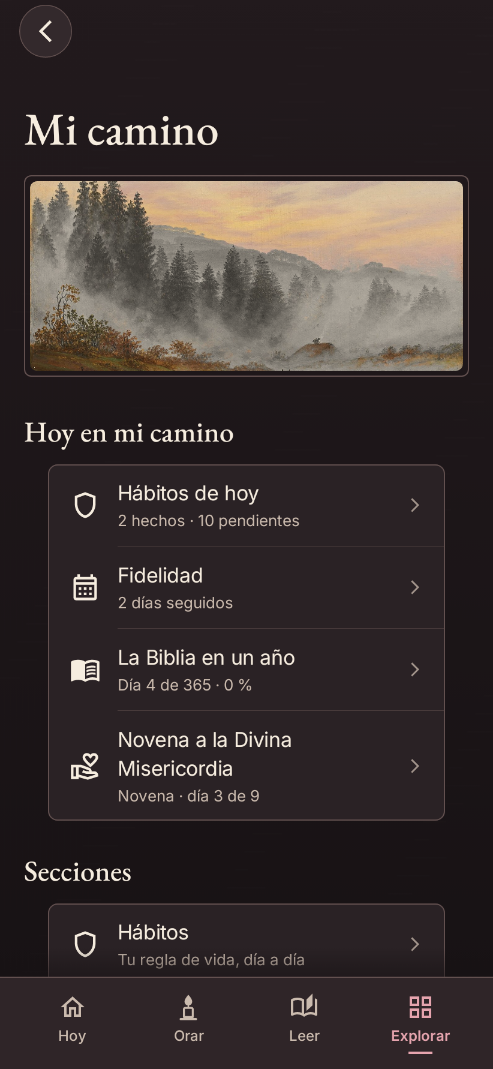 Mi camino
Hoy en mi camino
Hábitos de hoy
2 hechos · 10 pendientes
Fidelidad
2 días seguidos
La Biblia en un año
Día 4 de 365 · 0 %
Novena a la Divina
Misericordia
Novena · día 3 de 9
Secciones
Hábitos
Tu regla de vida, día a día
Hoy
Orar
Leer
Explorar